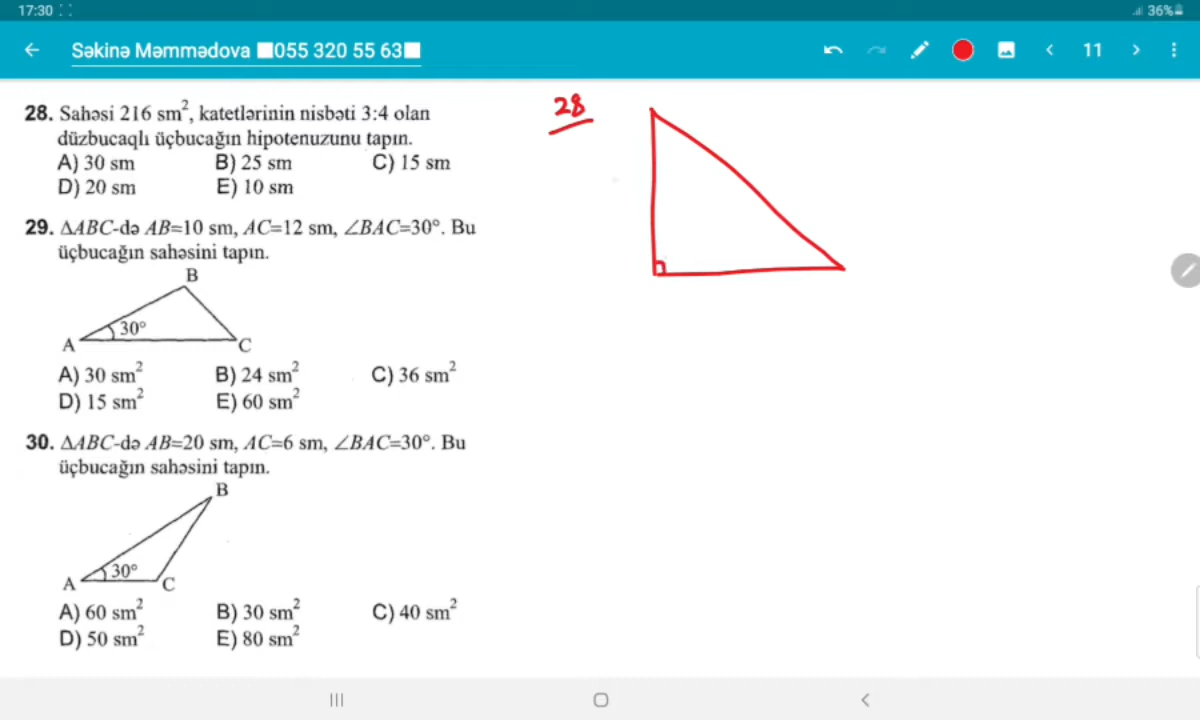 17:30
36%
Səkinə Məmmədova 055 320 55 63
11
28. Sahəsi 216 sm², katetlərinin nisbəti 3:4 olan
düzbucaqlı üçbucağın hipotenuzunu tapın.
A) 30 sm B) 25 sm C) 15 sm
D) 20 sm E) 10 sm
28
29. ΔABC-də AB=10 sm, AC=12 sm, ∠BAC=30°. Bu
üçbucağın sahəsini tapın.
B
30°
A C
A) 30 sm² B) 24 sm² C) 36 sm²
D) 15 sm² E) 60 sm²
30. ΔABC-də AB=20 sm, AC=6 sm, ∠BAC=30°. Bu
üçbucağın sahəsini tapın.
B
30°
A C
A) 60 sm² B) 30 sm² C) 40 sm²
D) 50 sm² E) 80 sm²